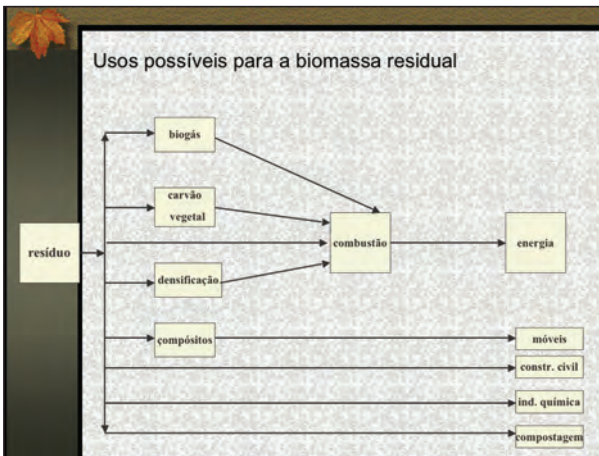 Usos possíveis para a biomassa residual
biogás
carvão
vegetal
resíduo
combustão
energia
densificação
compósitos
móveis
constr. civil
ind. química
compostagem